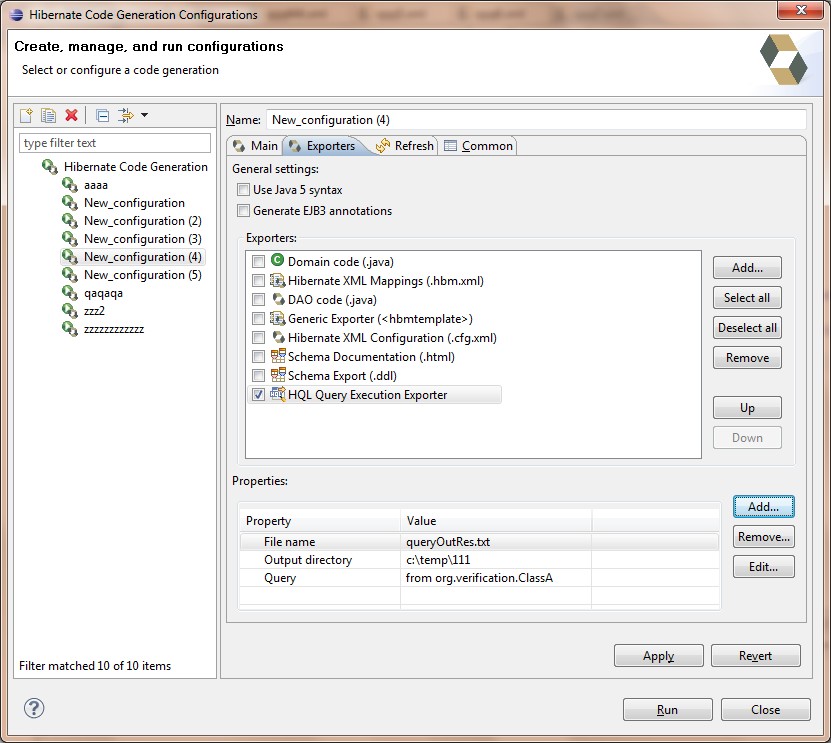 Hibernate Code Generation Configurations
Create, manage, and run configurations
Select or configure a code generation
type filter text
Hibernate Code Generation
aaaa
New_configuration
New_configuration (2)
New_configuration (3)
New_configuration (4)
New_configuration (5)
qaqaqa
zzz2
zzzzzzzzzzzz
Filter matched 10 of 10 items
Name: New_configuration (4)
Main Exporters Refresh Common
General settings:
Use Java 5 syntax
Generate EJB3 annotations
Exporters:
Domain code (.java)
Hibernate XML Mappings (.hbm.xml)
DAO code (.java)
Generic Exporter (<hbmtemplate>)
Hibernate XML Configuration (.cfg.xml)
Schema Documentation (.html)
Schema Export (.ddl)
HQL Query Execution Exporter
Add...
Select all
Deselect all
Remove
Up
Down
Properties:
Property Value
File name queryOutRes.txt
Output directory c:\temp\111
Query from org.verification.ClassA
Add...
Remove...
Edit...
Apply Revert
? Run Close